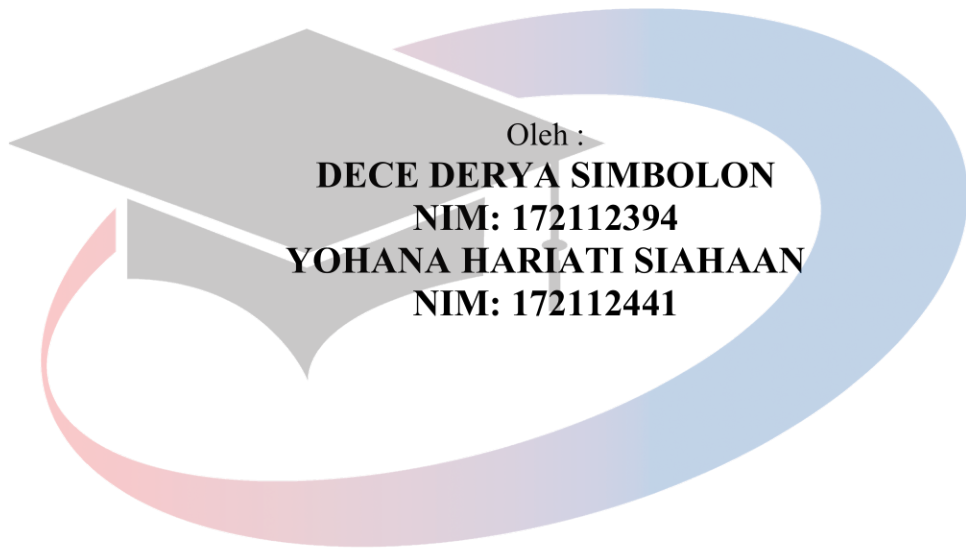 Oleh :
DECE DERYA SIMBOLON
NIM: 172112394
YOHANA HARIATI SIAHAAN
NIM: 172112441